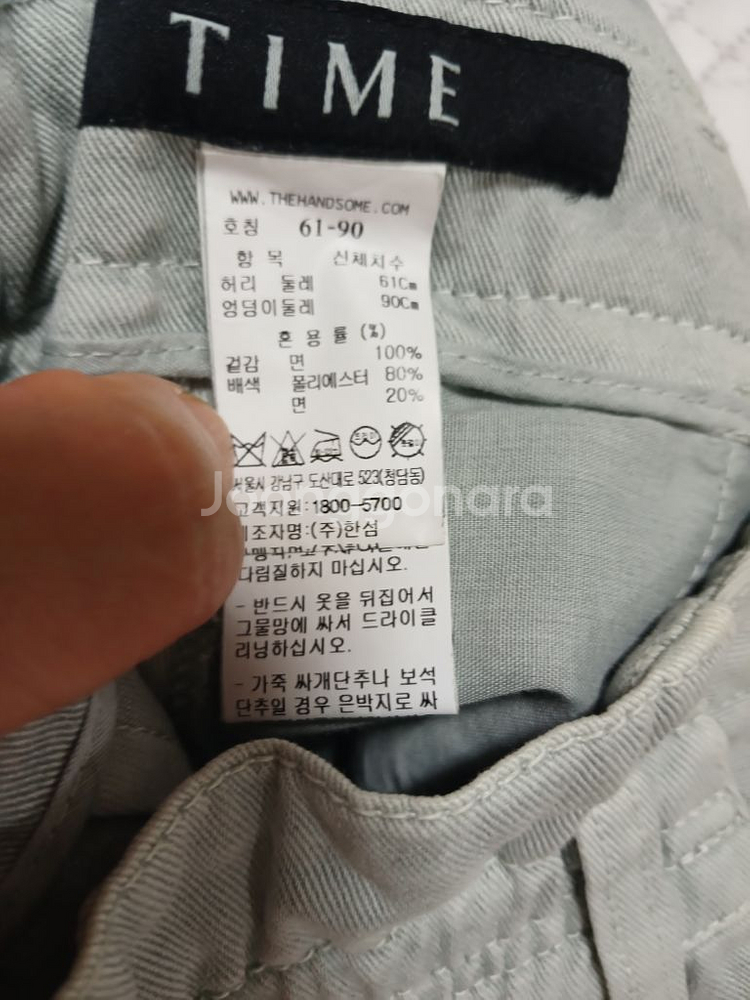 TIME
WWW.THEHANDSOME.COM
호칭 61-90
항 목 신체치수
허리 둘레 61Cm
엉덩이둘레 90Cm
혼 용 률 (%)
겉감 면 100%
배색 폴리에스터 80%
면 20%
서울시 강남구 도산대로 523(청담동)
고객지원:1800-5700
제조자명:(주)한섬
다림질하지 마십시오.
- 반드시 옷을 뒤집어서
그물망에 싸서 드라이클
리닝하십시오.
- 가죽 싸개단추나 보석
단추일 경우 은박지로 싸
Joonggonara